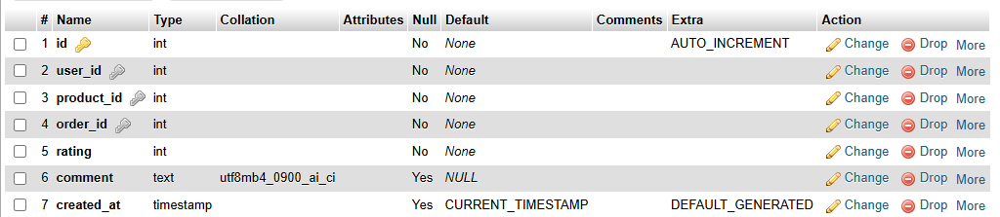 # Name Type Collation Attributes Null Default Comments Extra Action
1 id int No None AUTO_INCREMENT Change Drop More
2 user_id int No None Change Drop More
3 product_id int No None Change Drop More
4 order_id int No None Change Drop More
5 rating int No None Change Drop More
6 comment text utf8mb4_0900_ai_ci Yes NULL Change Drop More
7 created_at timestamp Yes CURRENT_TIMESTAMP DEFAULT_GENERATED Change Drop More